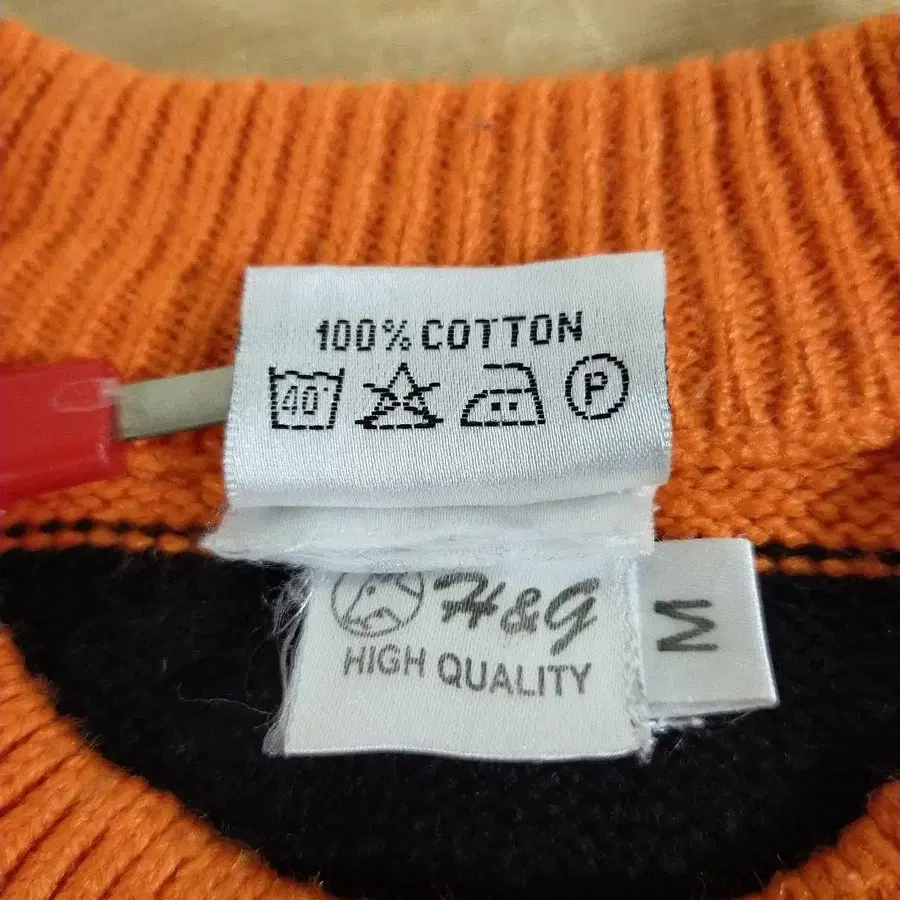 100% COTTON
40° P
H&G
HIGH QUALITY
M